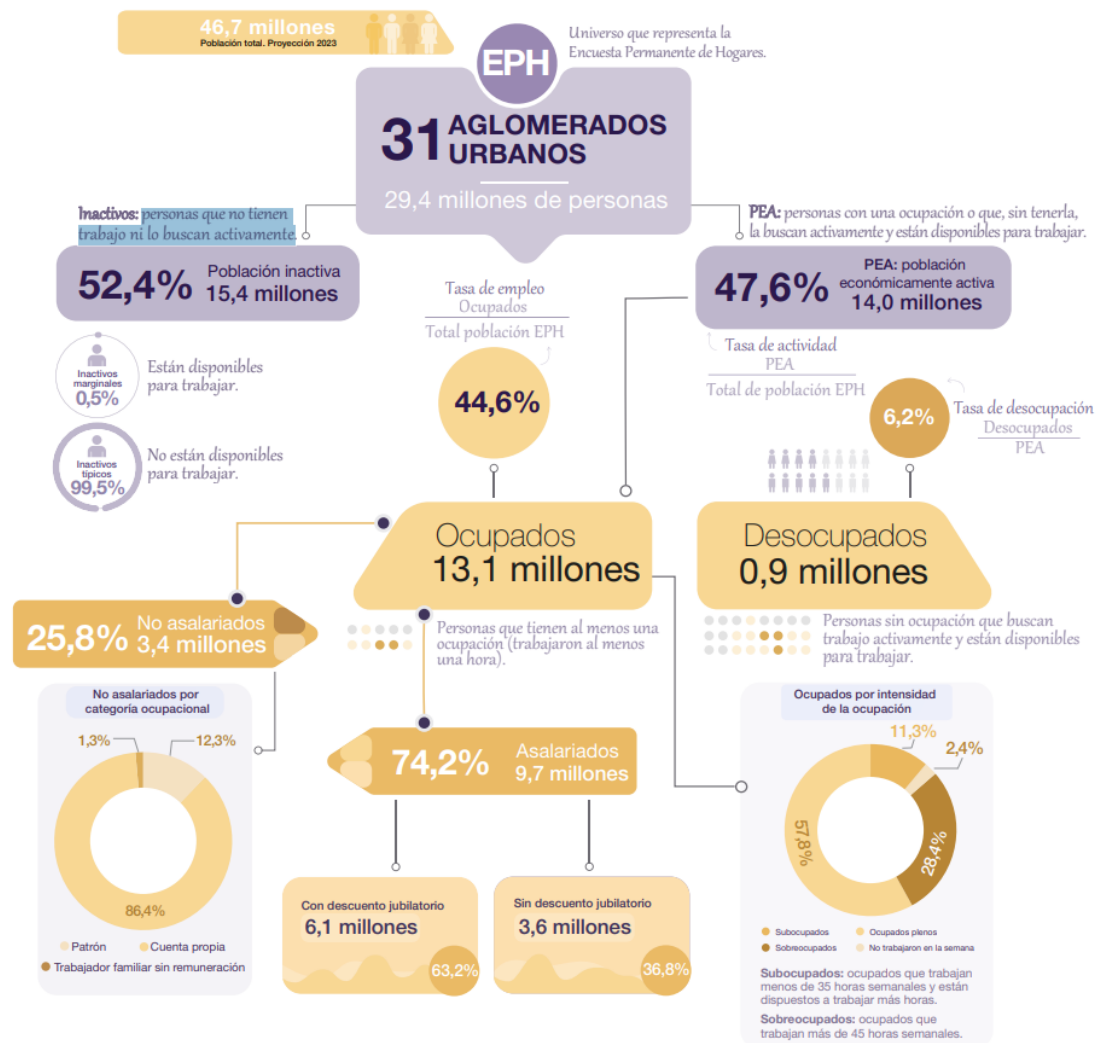 46,7 millones
Población total. Proyección 2023
EPH
Universo que representa la
Encuesta Permanente de Hogares.
31 AGLOMERADOS
URBANOS
29,4 millones de personas
Inactivos: personas que no tienen
trabajo ni lo buscan activamente.
52,4% Población inactiva
15,4 millones
PEA: personas con una ocupación o que, sin tenerla,
la buscan activamente y están disponibles para trabajar.
47,6% PEA: población
económicamente activa
14,0 millones
Inactivos
marginales
0,5%
Están disponibles
para trabajar.
Inactivos
típicos
99,5%
No están disponibles
para trabajar.
Tasa de empleo
Ocupados
Total población EPH
44,6%
Tasa de actividad
PEA
Total de población EPH
6,2%
Tasa de desocupación
Desocupados
PEA
Ocupados
13,1 millones
Desocupados
0,9 millones
25,8% No asalariados
3,4 millones
Personas que tienen al menos una
ocupación (trabajaron al menos
una hora).
Personas sin ocupación que buscan
trabajo activamente y están disponibles
para trabajar.
No asalariados por
categoría ocupacional
1,3%
12,3%
86,4%
Patrón
Cuenta propia
Trabajador familiar sin remuneración
74,2% Asalariados
9,7 millones
Con descuento jubilatorio
6,1 millones
63,2%
Sin descuento jubilatorio
3,6 millones
36,8%
Ocupados por intensidad
de la ocupación
11,3%
2,4%
57,8%
28,4%
Subocupados
Ocupados plenos
Sobreocupados
No trabajaron en la semana
Subocupados: ocupados que trabajan
menos de 35 horas semanales y están
dispuestos a trabajar más horas.
Sobreocupados: ocupados que
trabajan más de 45 horas semanales.